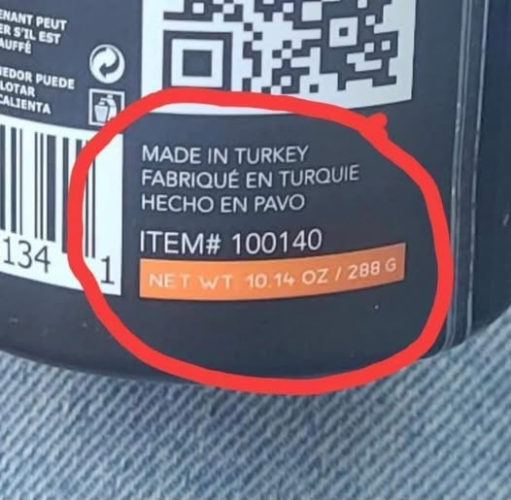 ENANT PEUT
ER S'IL EST
AUFFÉ
EDOR PUEDE
LOTAR
CALIENTA
MADE IN TURKEY
FABRIQUÉ EN TURQUIE
HECHO EN PAVO
ITEM# 100140
NET WT 10.14 OZ / 288 G
134 1